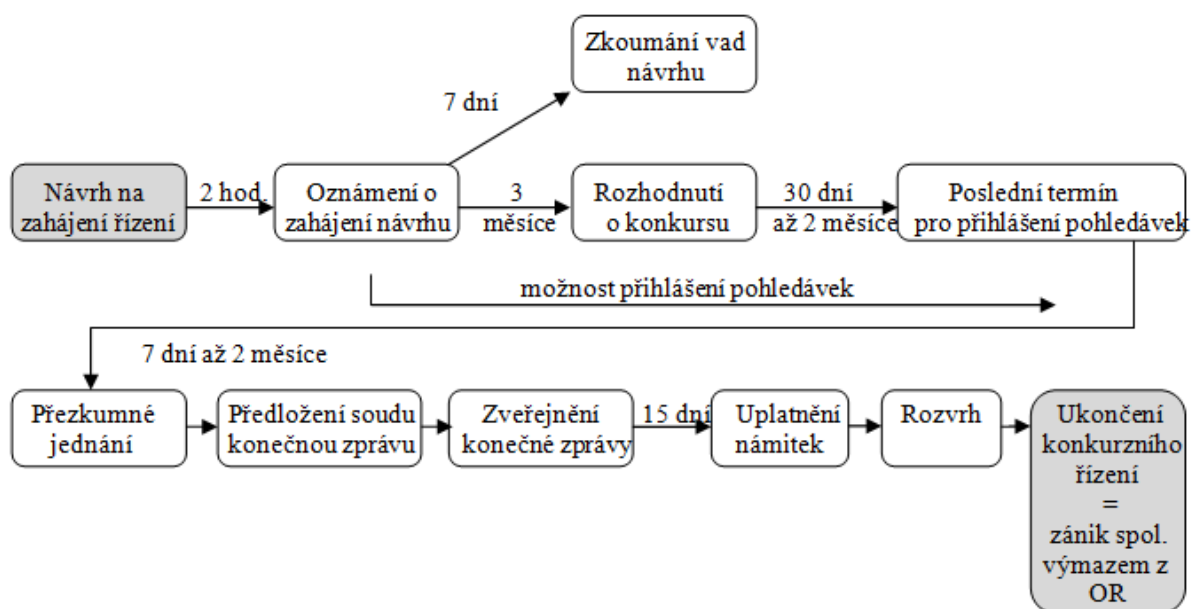 Zkoumání vad
návrhu
7 dní
Návrh na
zahájení řízení
2 hod.
Oznámení o
zahájení návrhu
3
měsíce
Rozhodnutí
o konkursu
30 dní
až 2 měsíce
Poslední termín
pro přihlášení pohledávek
možnost přihlášení pohledávek
7 dní až 2 měsíce
Přezkumné
jednání
Předložení soudu
konečnou zprávu
Zveřejnění
konečné zprávy
15 dní
Uplatnění
námitek
Rozvrh
Ukončení
konkurzního
řízení
=
zánik spol.
výmazem z
OR